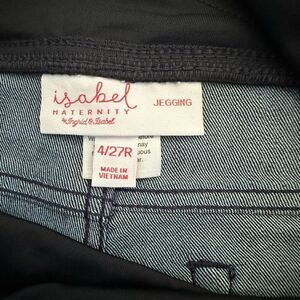 isabel
MATERNITY
by Ingrid & Isabel
JEGGING
4/27R
MADE IN
VIETNAM